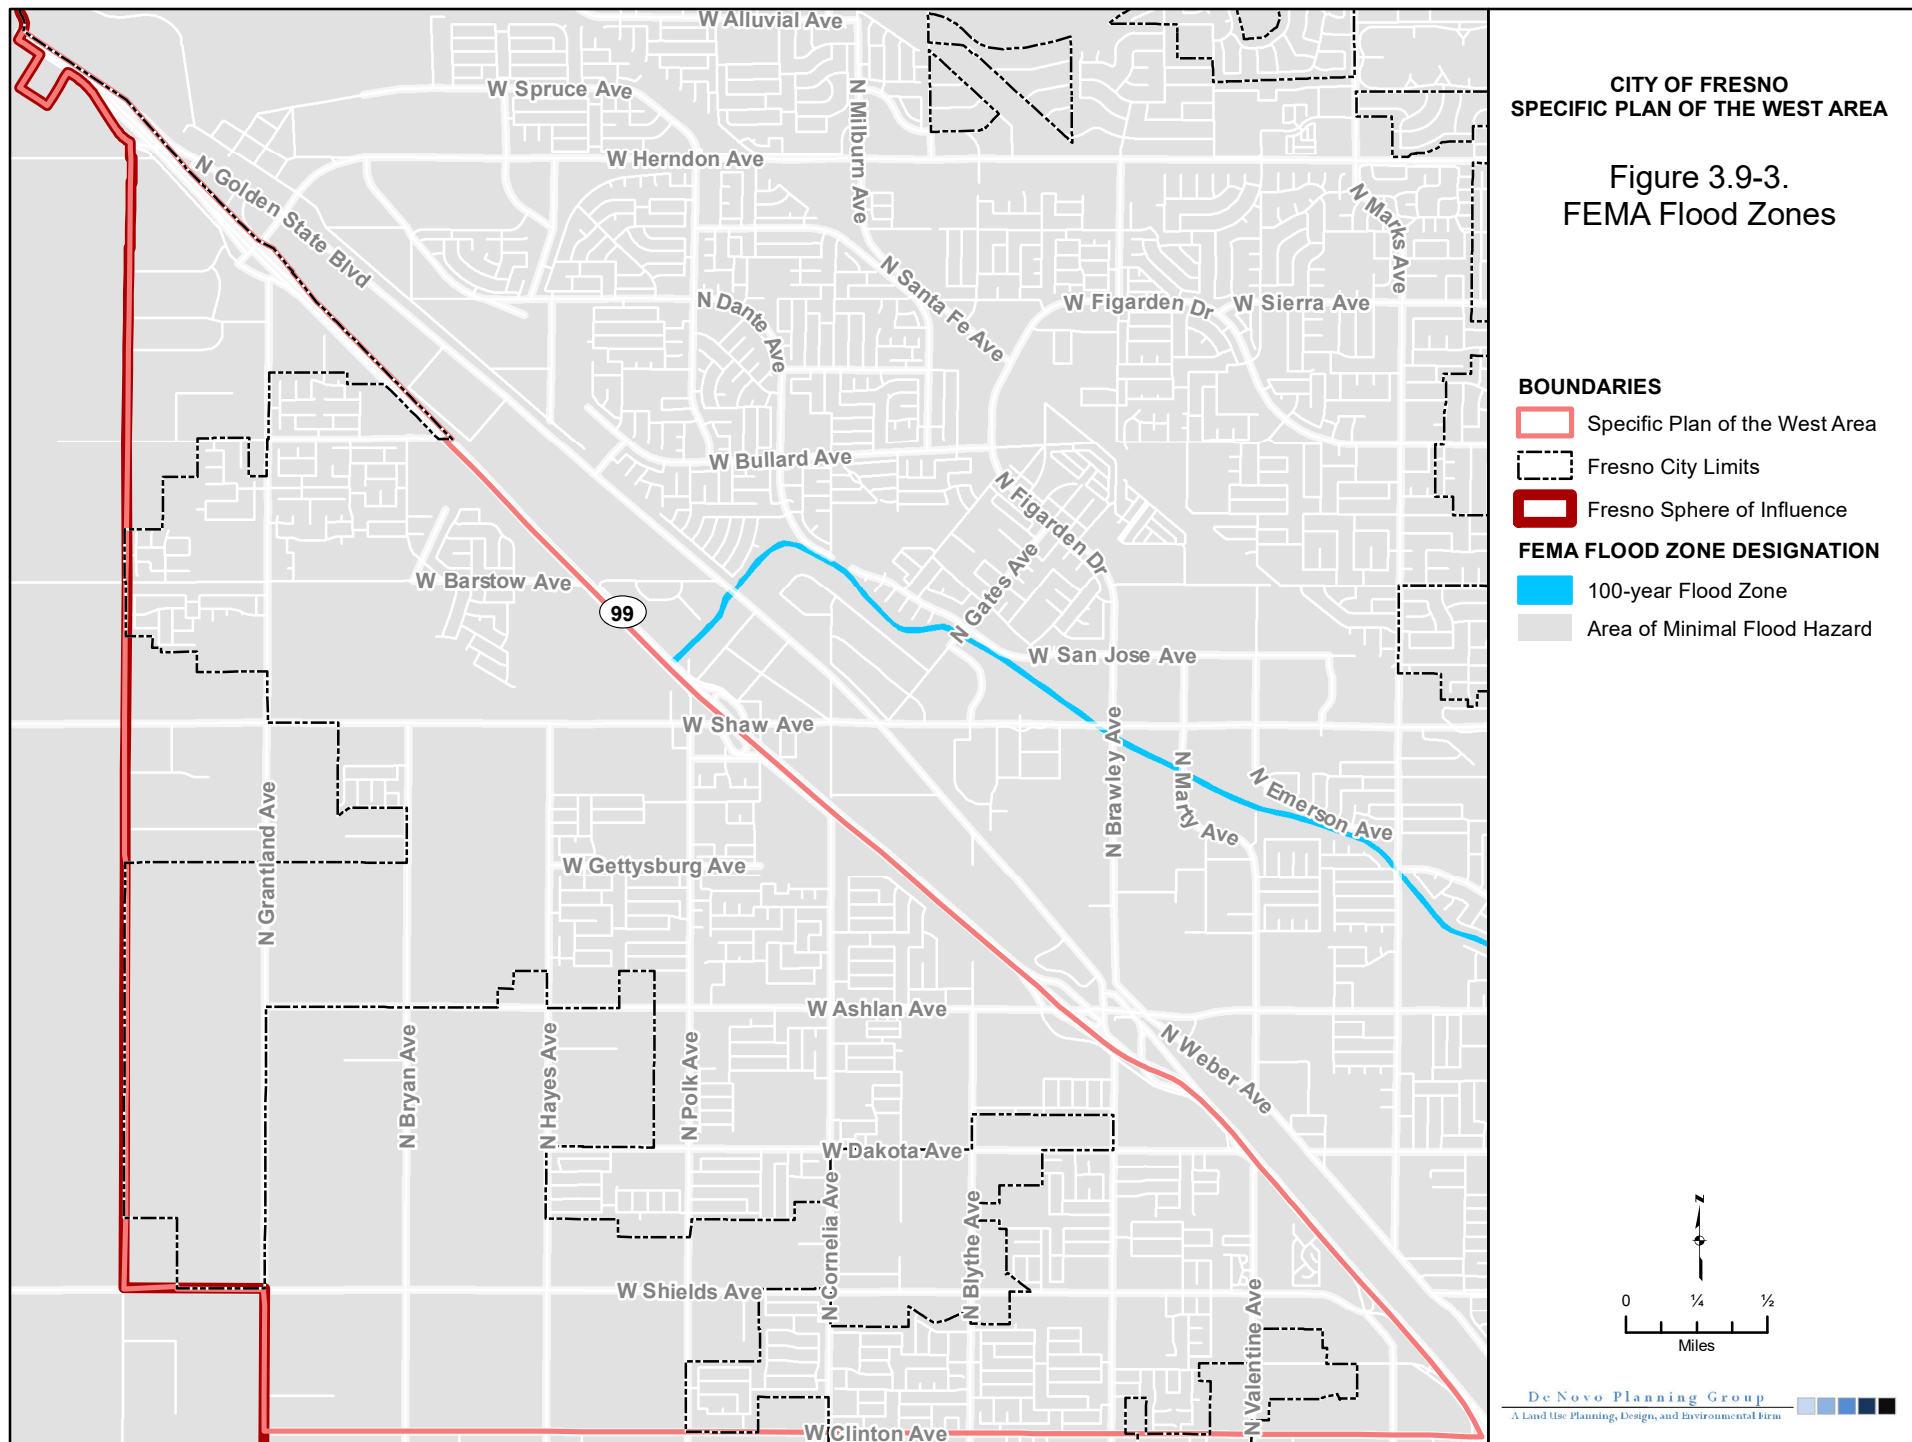 W Alluvial Ave
W Spruce Ave
N Milburn Ave
W Herndon Ave
N Golden State Blvd
N Marks Ave
N Santa Fe Ave
N Dante Ave
W Figarden Dr
W Sierra Ave
W Bullard Ave
N Figarden Dr
N Gates Ave
W Barstow Ave
99
W San Jose Ave
W Shaw Ave
N Brawley Ave
N Marty Ave
N Emerson Ave
N Grantland Ave
W Gettysburg Ave
W Ashlan Ave
N Bryan Ave
N Hayes Ave
N Polk Ave
N Weber Ave
W Dakota Ave
N Cornelia Ave
N Blythe Ave
W Shields Ave
N Valentine Ave
W Clinton Ave
CITY OF FRESNO
SPECIFIC PLAN OF THE WEST AREA
Figure 3.9-3.
FEMA Flood Zones
BOUNDARIES
Specific Plan of the West Area
Fresno City Limits
Fresno Sphere of Influence
FEMA FLOOD ZONE DESIGNATION
100-year Flood Zone
Area of Minimal Flood Hazard
Z
0 ¼ ½
Miles
De Novo Planning Group
A Land Use Planning, Design, and Environmental Firm